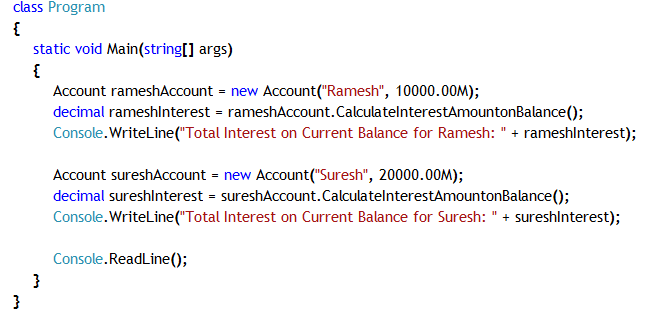 class Program
{
static void Main(string[] args)
{
Account rameshAccount = new Account("Ramesh", 10000.00M);
decimal rameshInterest = rameshAccount.CalculateInterestAmountonBalance();
Console.WriteLine("Total Interest on Current Balance for Ramesh: " + rameshInterest);
Account sureshAccount = new Account("Suresh", 20000.00M);
decimal sureshInterest = sureshAccount.CalculateInterestAmountonBalance();
Console.WriteLine("Total Interest on Current Balance for Suresh: " + sureshInterest);
Console.ReadLine();
}
}